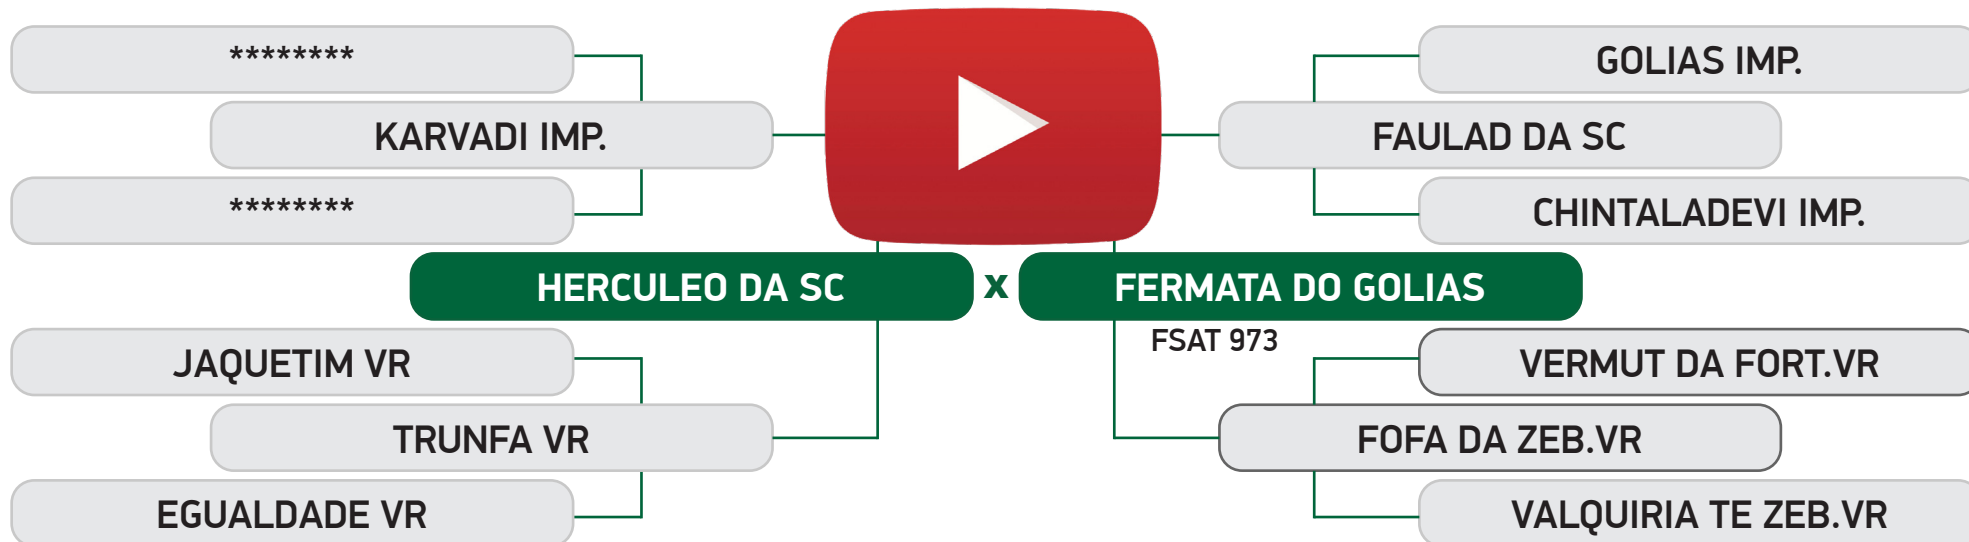 ********
GOLIAS IMP.
KARVADI IMP.
FAULAD DA SC
********
CHINTALADEVI IMP.
HERCULEO DA SC x FERMATA DO GOLIAS
FSAT 973
JAQUETIM VR
VERMUT DA FORT.VR
TRUNFA VR
FOFA DA ZEB.VR
EGUALDADE VR
VALQUIRIA TE ZEB.VR